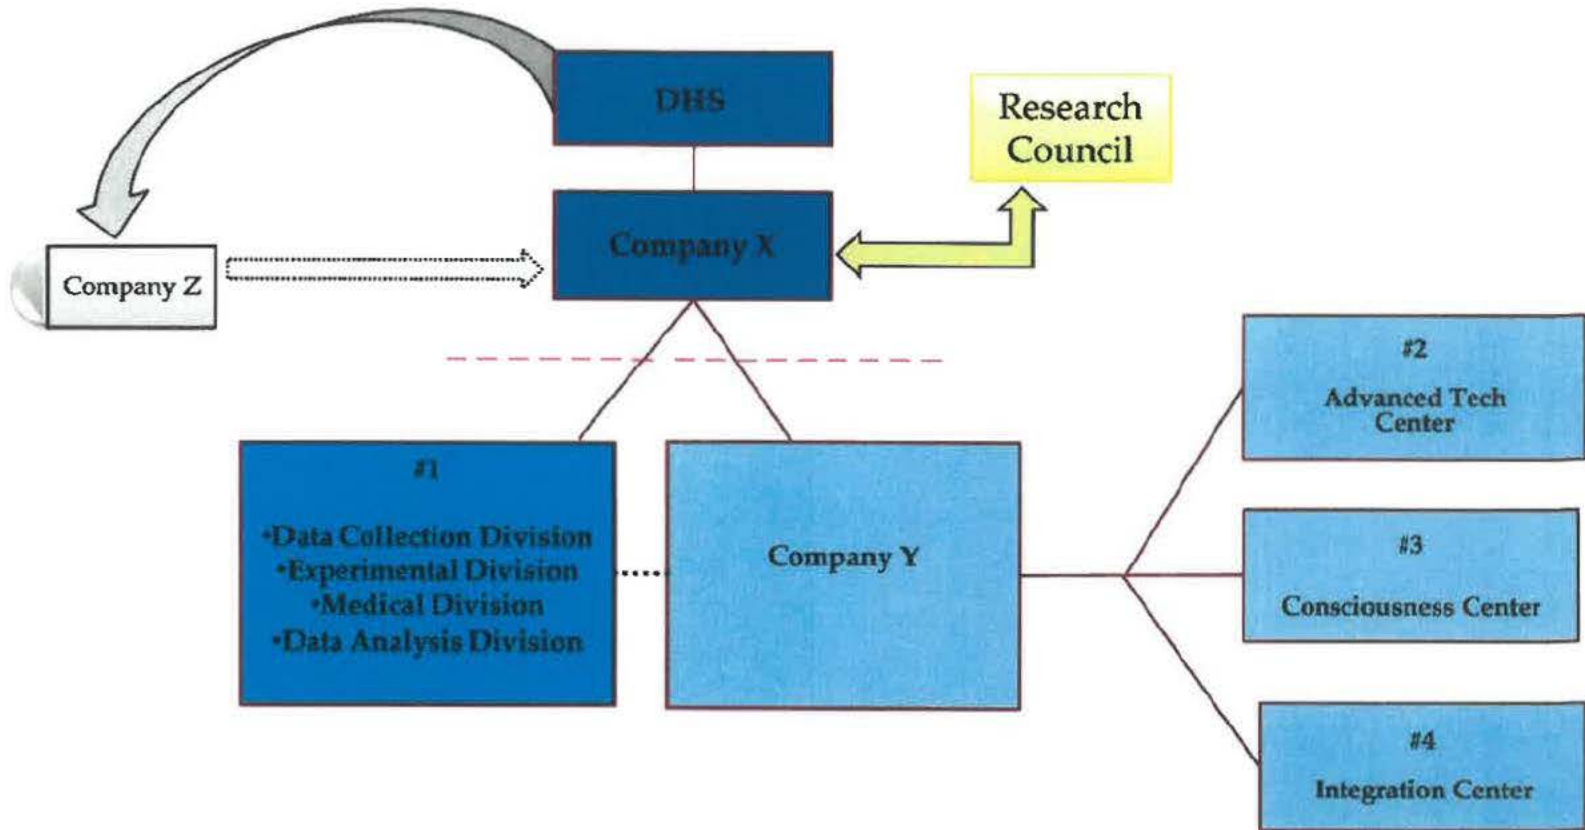 DHS
Research
Council
Company X
Company Z
#1
•Data Collection Division
•Experimental Division
•Medical Division
•Data Analysis Division
Company Y
#2
Advanced Tech
Center
#3
Consciousness Center
#4
Integration Center